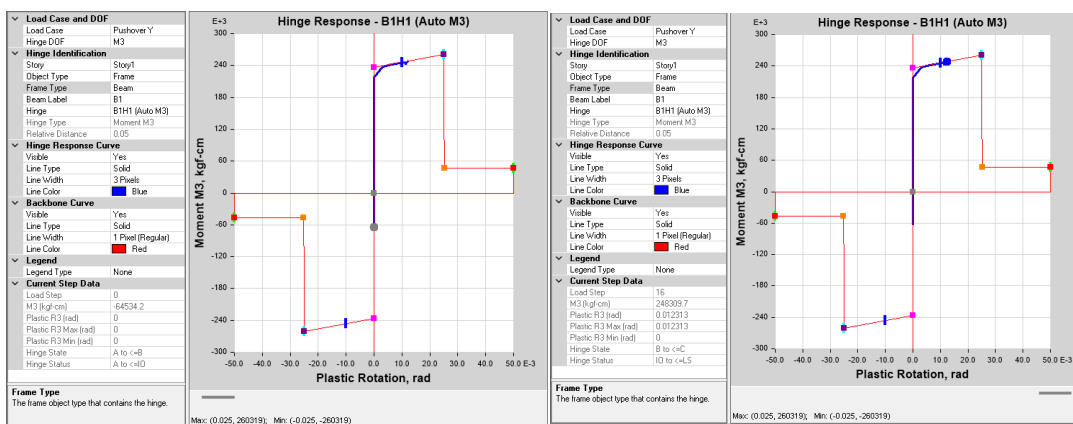 Load Case and DOF
Load Case Pushover Y
Hinge DOF M3
Hinge Identification
Story Story1
Object Type Frame
Frame Type Beam
Beam Label B1
Hinge B1H1 (Auto M3)
Hinge Type Moment M3
Relative Distance 0.05
Hinge Response Curve
Visible Yes
Line Type Solid
Line Width 3 Pixels
Line Color Blue
Backbone Curve
Visible Yes
Line Type Solid
Line Width 1 Pixel (Regular)
Line Color Red
Legend
Legend Type None
Current Step Data
Load Step 0
M3 (kgf-cm) -64534.2
Plastic R3 (rad) 0
Plastic R3 Max (rad) 0
Plastic R3 Min (rad) 0
Hinge State A to <=B
Hinge Status A to <=IO
Frame Type
The frame object type that contains the hinge.
E+3
Hinge Response - B1H1 (Auto M3)
300
240
180
120
60
0
-60
-120
-180
-240
-300
Moment M3, kgf-cm
-50.0 -40.0 -30.0 -20.0 -10.0 0.0 10.0 20.0 30.0 40.0 50.0 E-3
Plastic Rotation, rad
Max: (0.025, 260319); Min: (-0.025, -260319)
Load Case and DOF
Load Case Pushover Y
Hinge DOF M3
Hinge Identification
Story Story1
Object Type Frame
Frame Type Beam
Beam Label B1
Hinge B1H1 (Auto M3)
Hinge Type Moment M3
Relative Distance 0.05
Hinge Response Curve
Visible Yes
Line Type Solid
Line Width 3 Pixels
Line Color Blue
Backbone Curve
Visible Yes
Line Type Solid
Line Width 1 Pixel (Regular)
Line Color Red
Legend
Legend Type None
Current Step Data
Load Step 16
M3 (kgf-cm) 248309.7
Plastic R3 (rad) 0.012313
Plastic R3 Max (rad) 0.012313
Plastic R3 Min (rad) 0
Hinge State B to <=C
Hinge Status IO to <=LS
Frame Type
The frame object type that contains the hinge.
E+3
Hinge Response - B1H1 (Auto M3)
300
240
180
120
60
0
-60
-120
-180
-240
-300
Moment M3, kgf-cm
-50.0 -40.0 -30.0 -20.0 -10.0 0.0 10.0 20.0 30.0 40.0 50.0 E-3
Plastic Rotation, rad
Max: (0.025, 260319); Min: (-0.025, -260319)